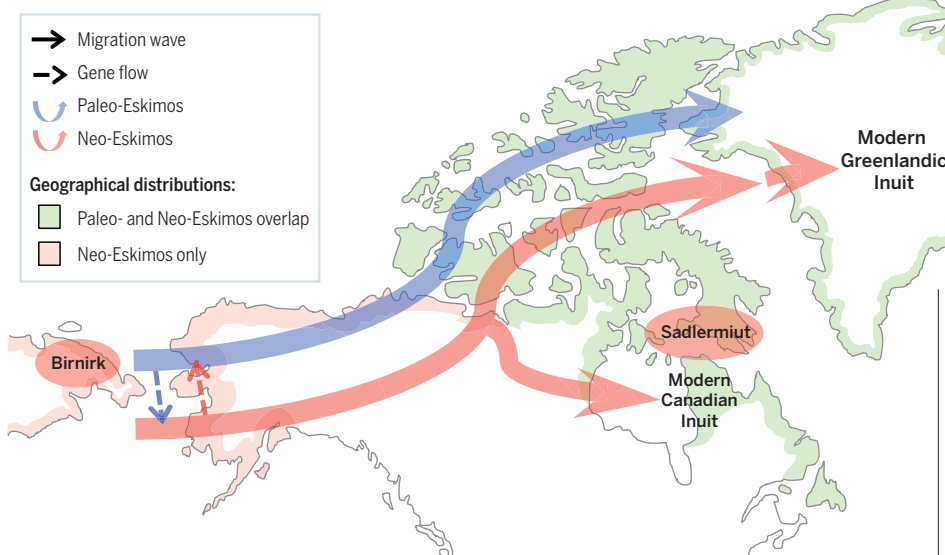 Migration wave
Gene flow
Paleo-Eskimos
Neo-Eskimos
Geographical distributions:
Paleo- and Neo-Eskimos overlap
Neo-Eskimos only
Modern
Greenlandic
Inuit
Birnirk
Sadlermiut
Modern
Canadian
Inuit